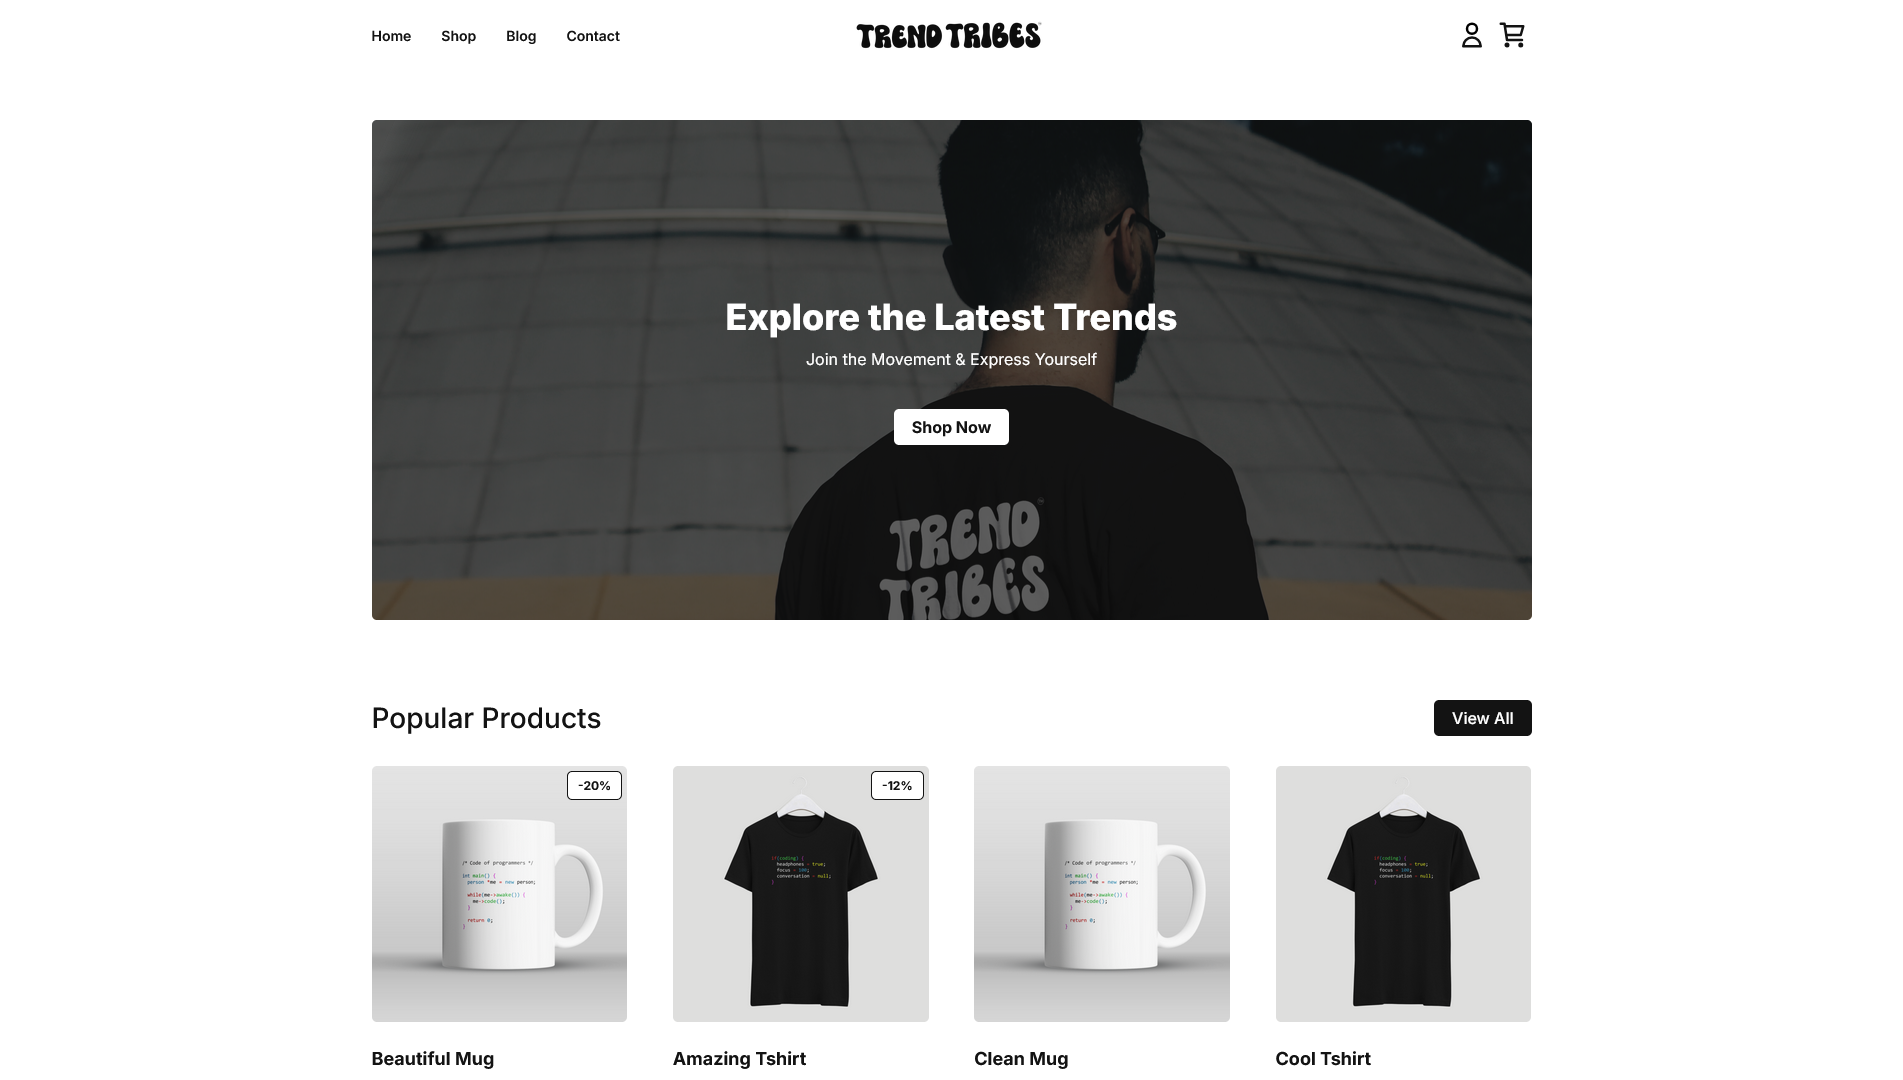 Home Shop Blog Contact
TREND TRIBES
Explore the Latest Trends
Join the Movement & Express Yourself
Shop Now
TREND
TRIBES
Popular Products
View All
-20%
/* Code of programmers */
int main() {
person *me = new person;
while(me->awake()) {
me->code();
}
return 0;
}
-12%
if(coding) {
headphones = true;
focus = 100;
conversation = null;
}
/* Code of programmers */
int main() {
person *me = new person;
while(me->awake()) {
me->code();
}
return 0;
}
if(coding) {
headphones = true;
focus = 100;
conversation = null;
}
Beautiful Mug
Amazing Tshirt
Clean Mug
Cool Tshirt